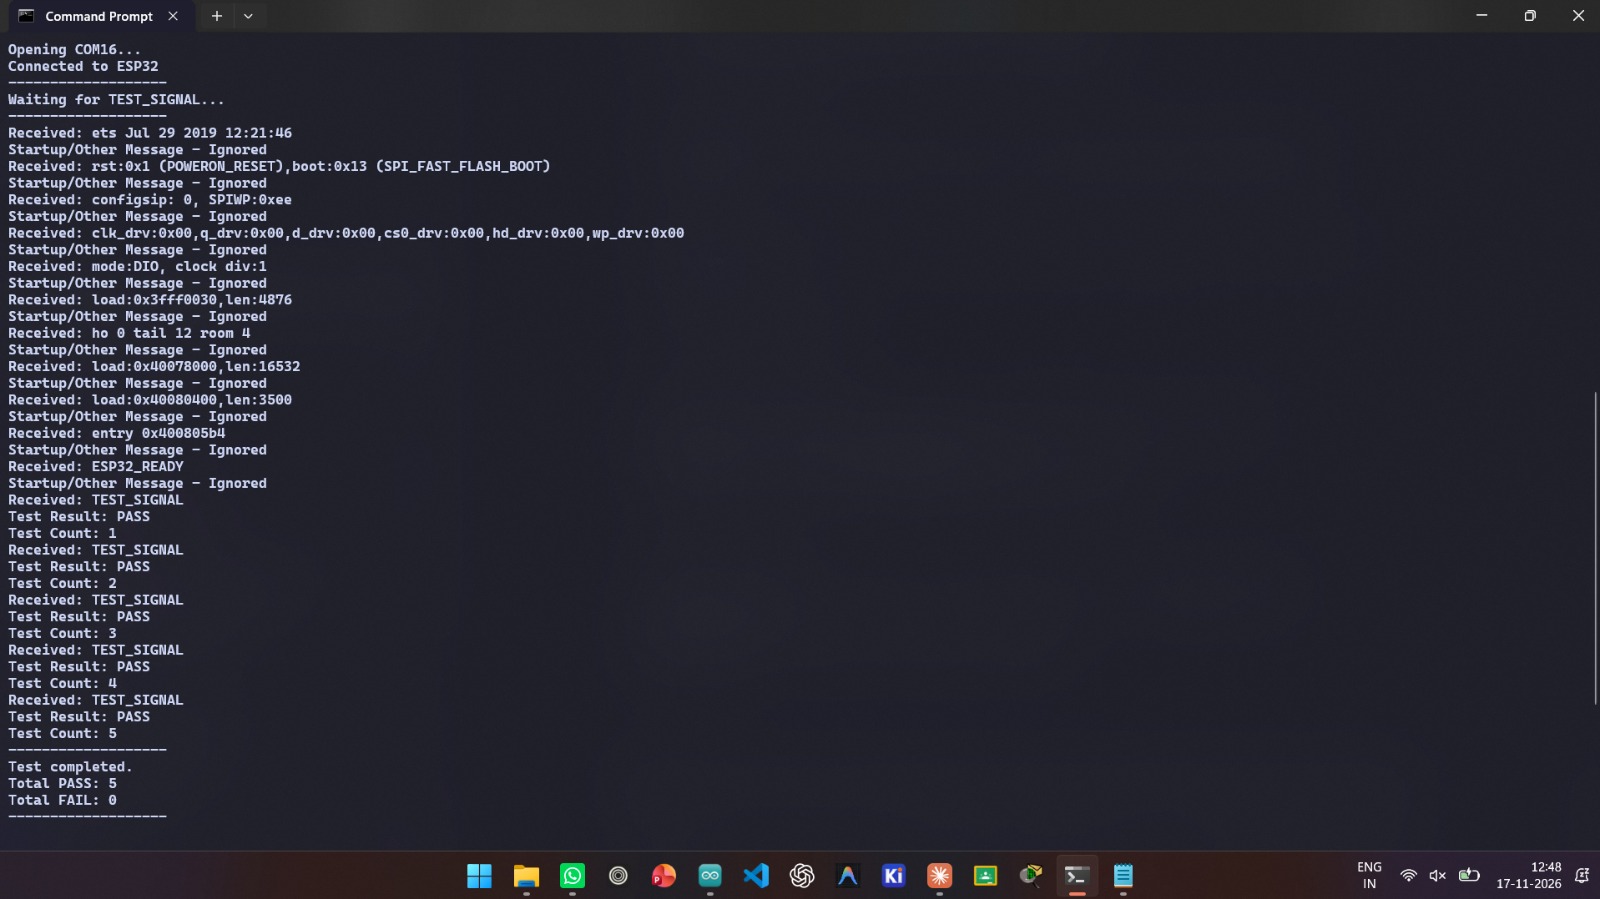 Command Prompt
Opening COM16...
Connected to ESP32
-------------------
Waiting for TEST_SIGNAL...
-------------------
Received: ets Jul 29 2019 12:21:46
Startup/Other Message - Ignored
Received: rst:0x1 (POWERON_RESET),boot:0x13 (SPI_FAST_FLASH_BOOT)
Startup/Other Message - Ignored
Received: configsip: 0, SPIWP:0xee
Startup/Other Message - Ignored
Received: clk_drv:0x00,q_drv:0x00,d_drv:0x00,cs0_drv:0x00,hd_drv:0x00,wp_drv:0x00
Startup/Other Message - Ignored
Received: mode:DIO, clock div:1
Startup/Other Message - Ignored
Received: load:0x3fff0030,len:4876
Startup/Other Message - Ignored
Received: ho 0 tail 12 room 4
Startup/Other Message - Ignored
Received: load:0x40078000,len:16532
Startup/Other Message - Ignored
Received: load:0x40080400,len:3500
Startup/Other Message - Ignored
Received: entry 0x400805b4
Startup/Other Message - Ignored
Received: ESP32_READY
Startup/Other Message - Ignored
Received: TEST_SIGNAL
Test Result: PASS
Test Count: 1
Received: TEST_SIGNAL
Test Result: PASS
Test Count: 2
Received: TEST_SIGNAL
Test Result: PASS
Test Count: 3
Received: TEST_SIGNAL
Test Result: PASS
Test Count: 4
Received: TEST_SIGNAL
Test Result: PASS
Test Count: 5
-------------------
Test completed.
Total PASS: 5
Total FAIL: 0
-------------------
Ki
ENG
IN
12:48
17-11-2026